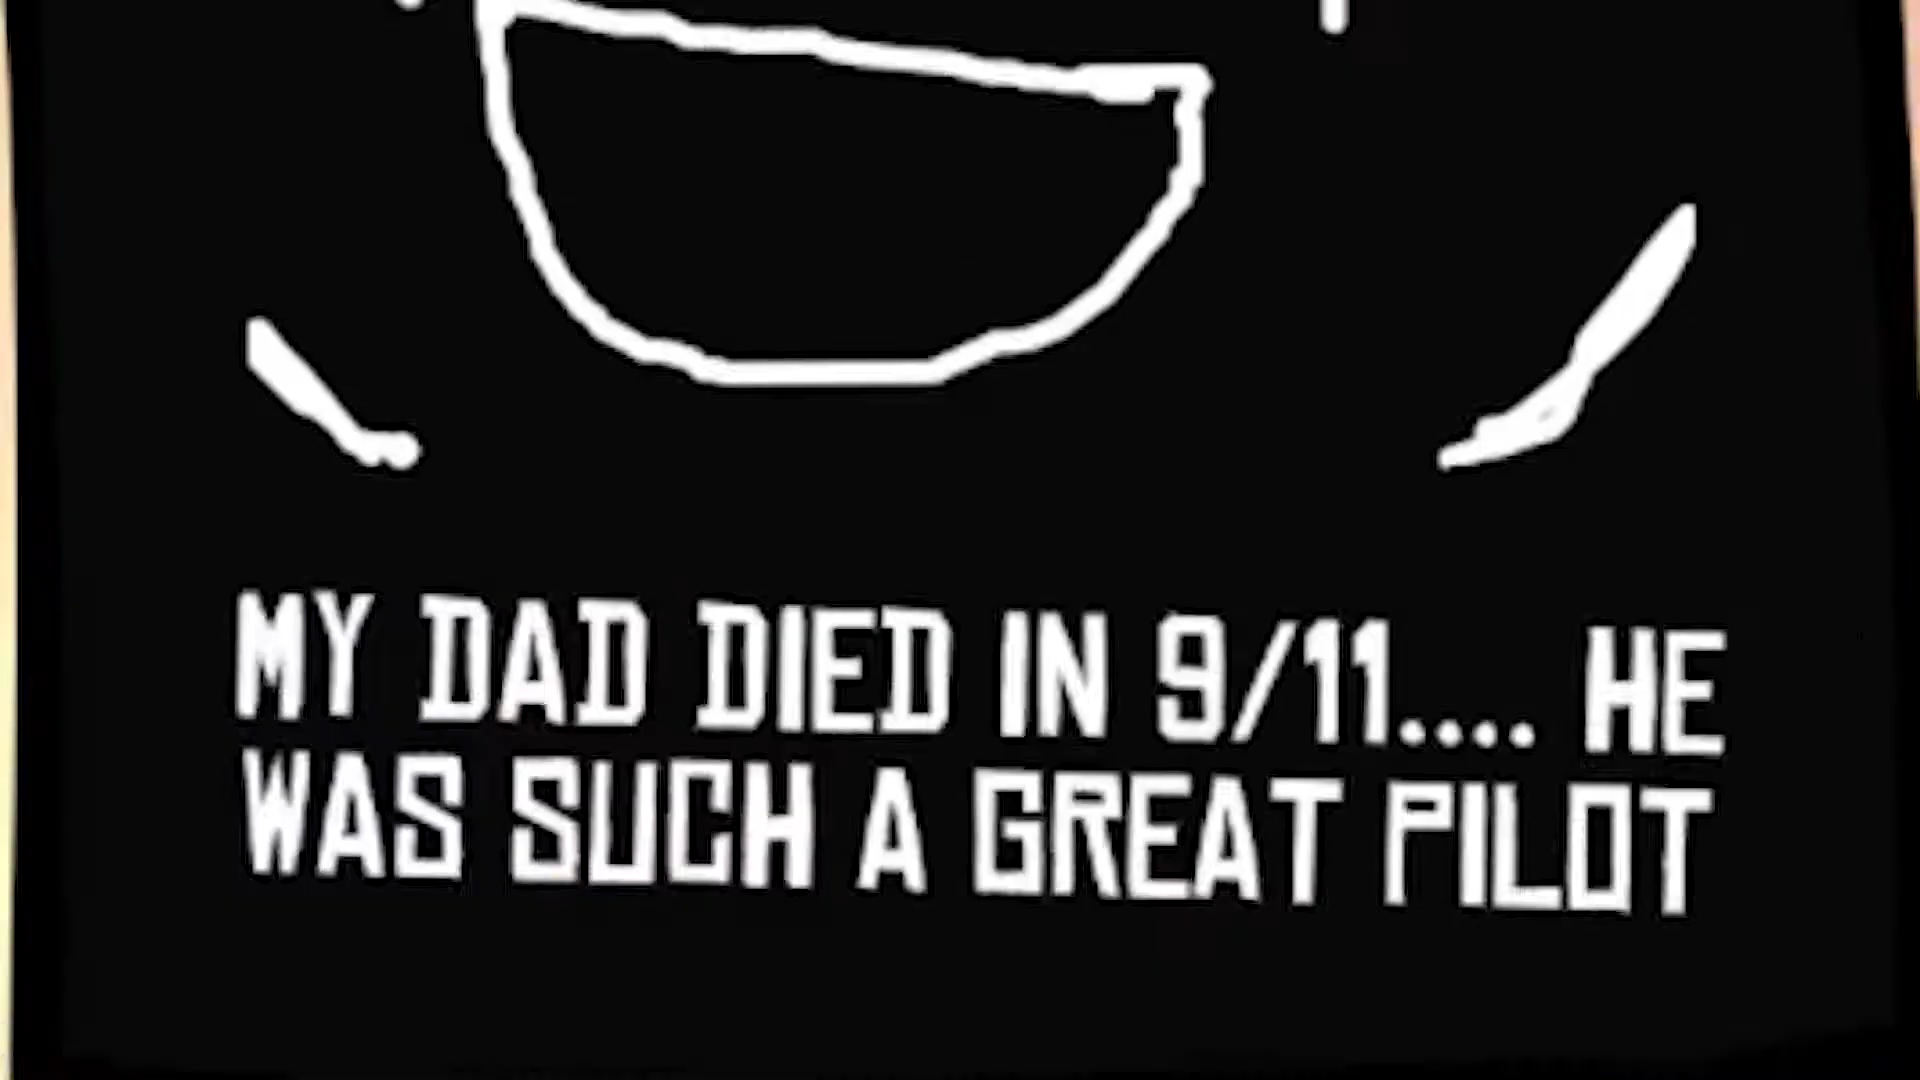 MY DAD DIED IN 9/11.... HE
WAS SUCH A GREAT PILOT